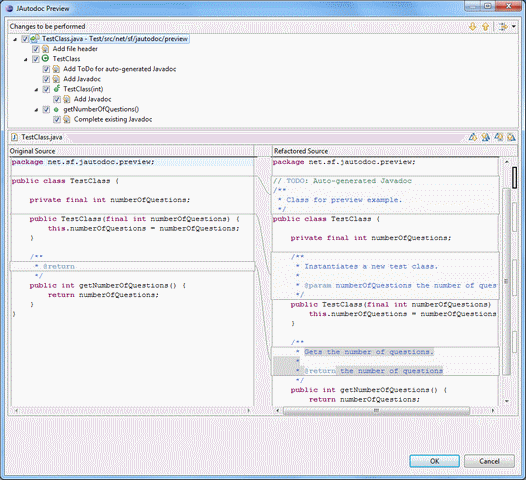 JAutodoc Preview
Changes to be performed
TestClass.java - Test/src/net/sf/jautodoc/preview
Add file header
TestClass
Add ToDo for auto-generated Javadoc
Add Javadoc
TestClass(int)
Add Javadoc
getNumberOfQuestions()
Complete existing Javadoc
TestClass.java
Original Source
package net.sf.jautodoc.preview;
public class TestClass {
private final int numberOfQuestions;
public TestClass(final int numberOfQuestions) {
this.numberOfQuestions = numberOfQuestions;
}
/**
* @return
*/
public int getNumberOfQuestions() {
return numberOfQuestions;
}
}
Refactored Source
package net.sf.jautodoc.preview;
// TODO: Auto-generated Javadoc
/**
* Class for preview example.
*/
public class TestClass {
private final int numberOfQuestions;
/**
* Instantiates a new test class.
*
* @param numberOfQuestions the number of ques
*/
public TestClass(final int numberOfQuestions)
this.numberOfQuestions = numberOfQuestions
}
/**
* Gets the number of questions.
*
* @return the number of questions
*/
public int getNumberOfQuestions() {
return numberOfQuestions;
OK
Cancel